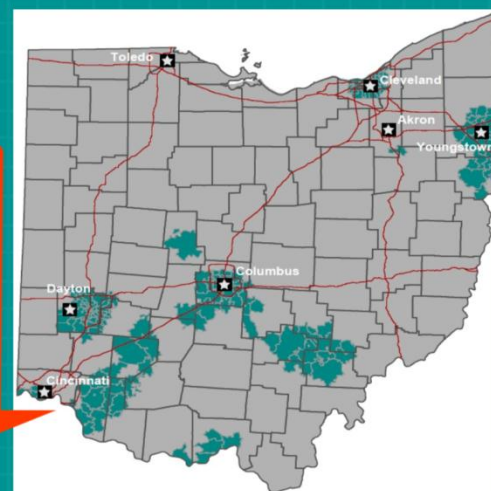 Toledo
Cleveland
Akron
Youngstown
Columbus
Dayton
Cincinnati